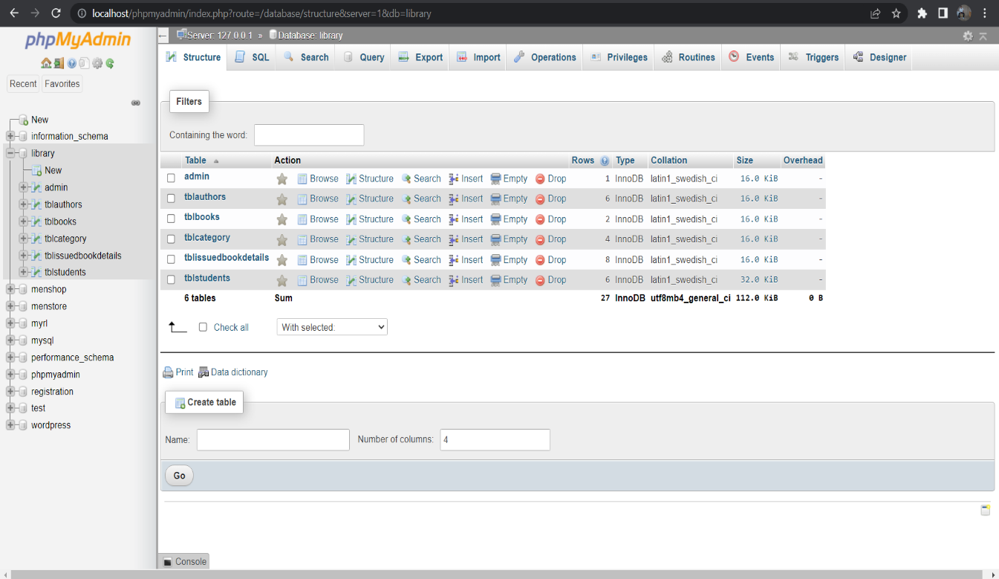 localhost/phpmyadmin/index.php?route=/database/structure&server=1&db=library
phpMyAdmin
Recent Favorites
New
information_schema
library
New
admin
tblauthors
tblbooks
tblcategory
tblissuedbookdetails
tblstudents
menshop
menstore
myrl
mysql
performance_schema
phpmyadmin
registration
test
wordpress
Server: 127.0.0.1 » Database: library
Structure SQL Search Query Export Import Operations Privileges Routines Events Triggers Designer
Filters
Containing the word:
Table Action Rows Type Collation Size Overhead
admin Browse Structure Search Insert Empty Drop 1 InnoDB latin1_swedish_ci 16.0 KiB -
tblauthors Browse Structure Search Insert Empty Drop 6 InnoDB latin1_swedish_ci 16.0 KiB -
tblbooks Browse Structure Search Insert Empty Drop 2 InnoDB latin1_swedish_ci 16.0 KiB -
tblcategory Browse Structure Search Insert Empty Drop 4 InnoDB latin1_swedish_ci 16.0 KiB -
tblissuedbookdetails Browse Structure Search Insert Empty Drop 8 InnoDB latin1_swedish_ci 16.0 KiB -
tblstudents Browse Structure Search Insert Empty Drop 6 InnoDB latin1_swedish_ci 32.0 KiB -
6 tables Sum 27 InnoDB utf8mb4_general_ci 112.0 KiB 0 B
Check all With selected:
Print Data dictionary
Create table
Name: Number of columns: 4
Go
Console